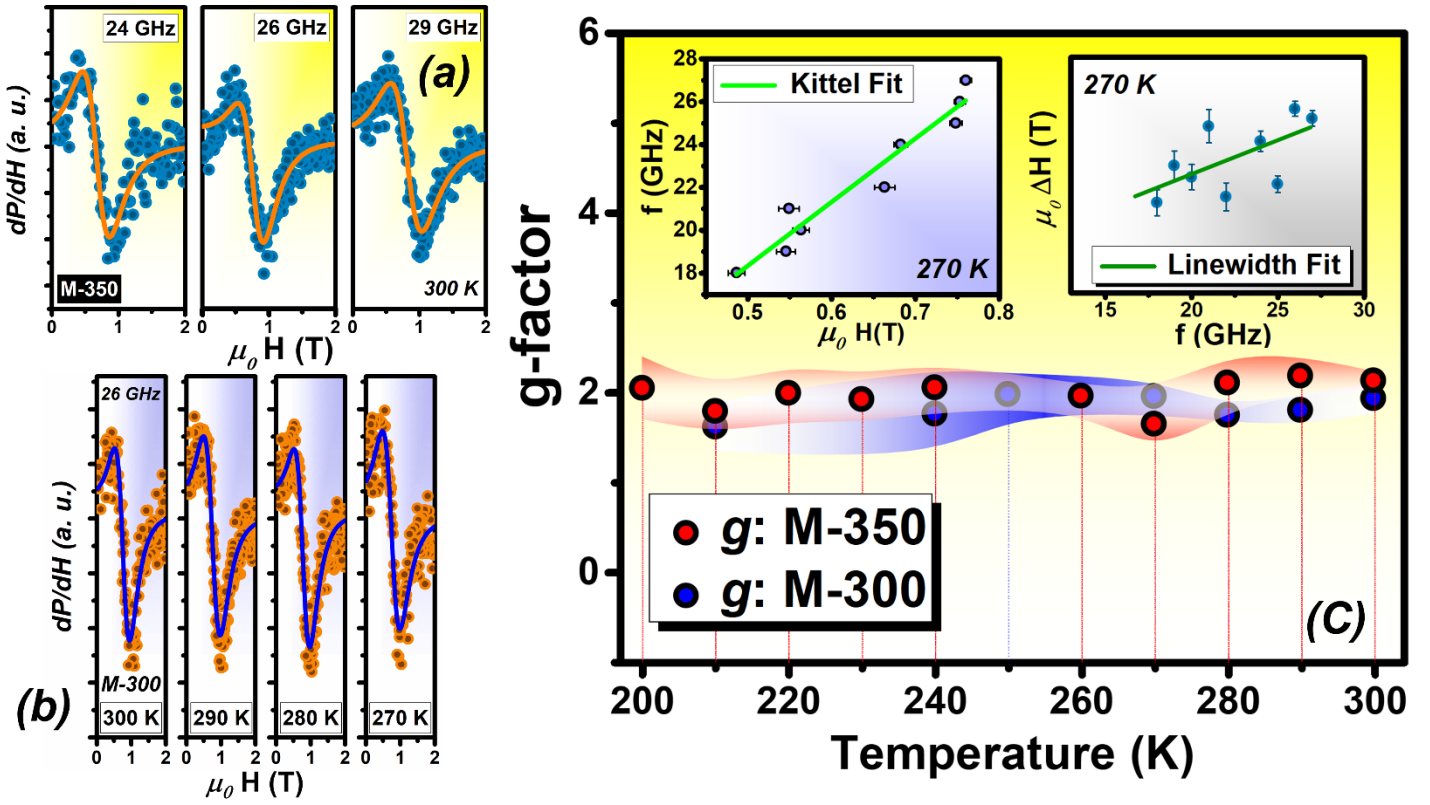 24 GHz
26 GHz
29 GHz
(a)
dP/dH (a. u.)
M-350
300 K
0 1 2 0 1 2 0 1 2
μ0 H (T)
26 GHz
dP/dH (a. u.)
M-300
(b)
300 K
290 K
280 K
270 K
0 1 2 0 1 2 0 1 2 0 1 2
μ0 H (T)
g-factor
6
4
2
0
28
26
24
22
20
18
f (GHz)
Kittel Fit
270 K
0.5 0.6 0.7 0.8
μ0 H(T)
270 K
μ0 ΔH (T)
Linewidth Fit
15 20 25 30
f (GHz)
g: M-350
g: M-300
(C)
200 220 240 260 280 300
Temperature (K)